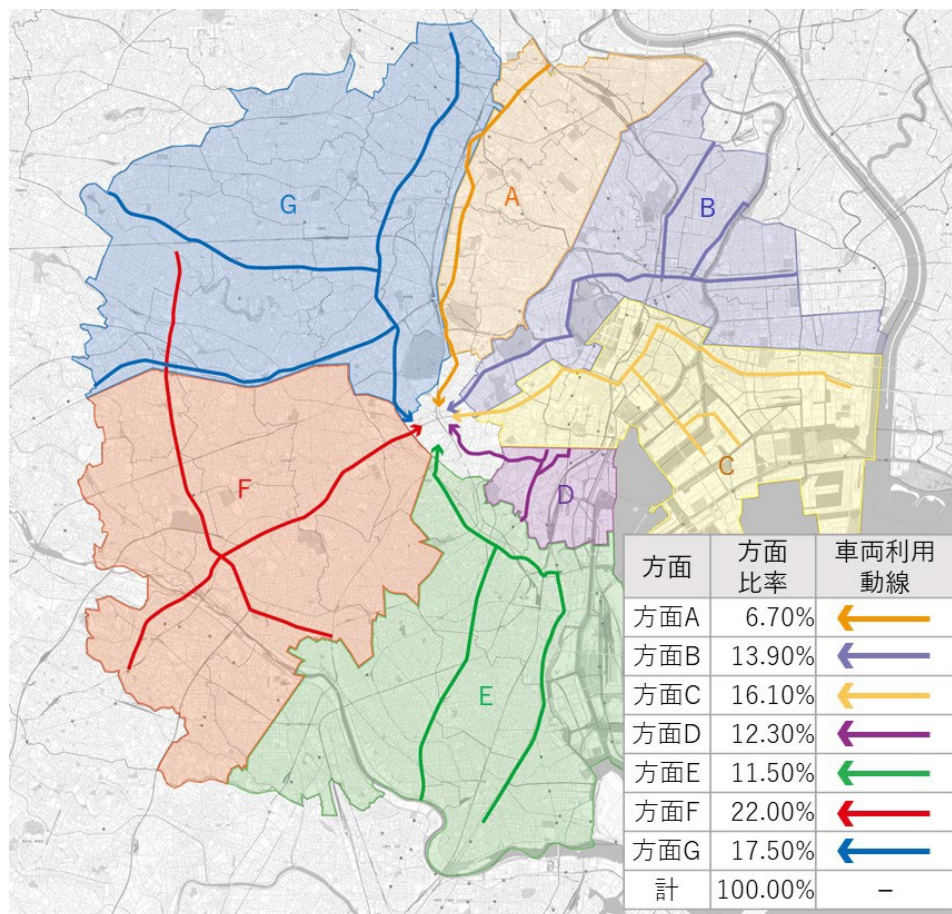 G
A
B
F
C
D
E
方面 方面比率 車両利用動線
方面A 6.70%
方面B 13.90%
方面C 16.10%
方面D 12.30%
方面E 11.50%
方面F 22.00%
方面G 17.50%
計 100.00% −